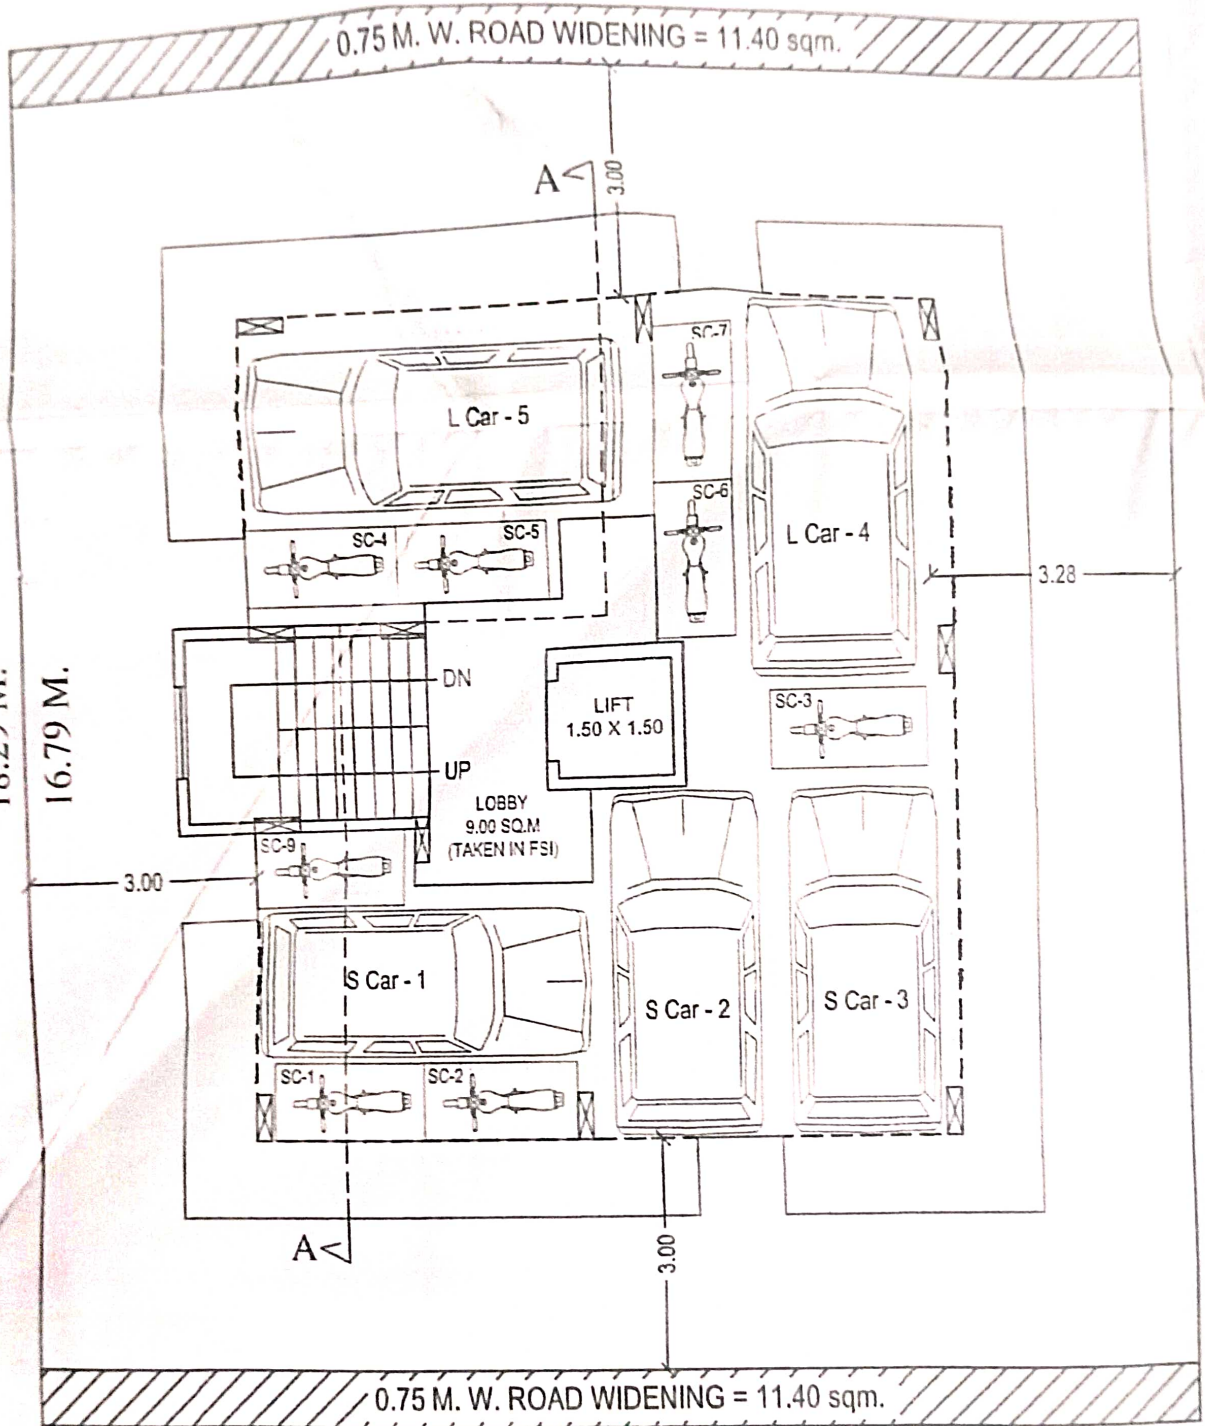 0.75 M. W. ROAD WIDENING = 11.40 sqm.
A
3.00
SC-7
L Car - 5
SC-6
SC-4
SC-5
L Car - 4
3.28
16.79 M.
DN
LIFT
1.50 X 1.50
SC-3
UP
LOBBY
9.00 SQ.M
(TAKEN IN FSI)
SC-9
3.00
S Car - 1
S Car - 2
S Car - 3
SC-1
SC-2
A
3.00
0.75 M. W. ROAD WIDENING = 11.40 sqm.